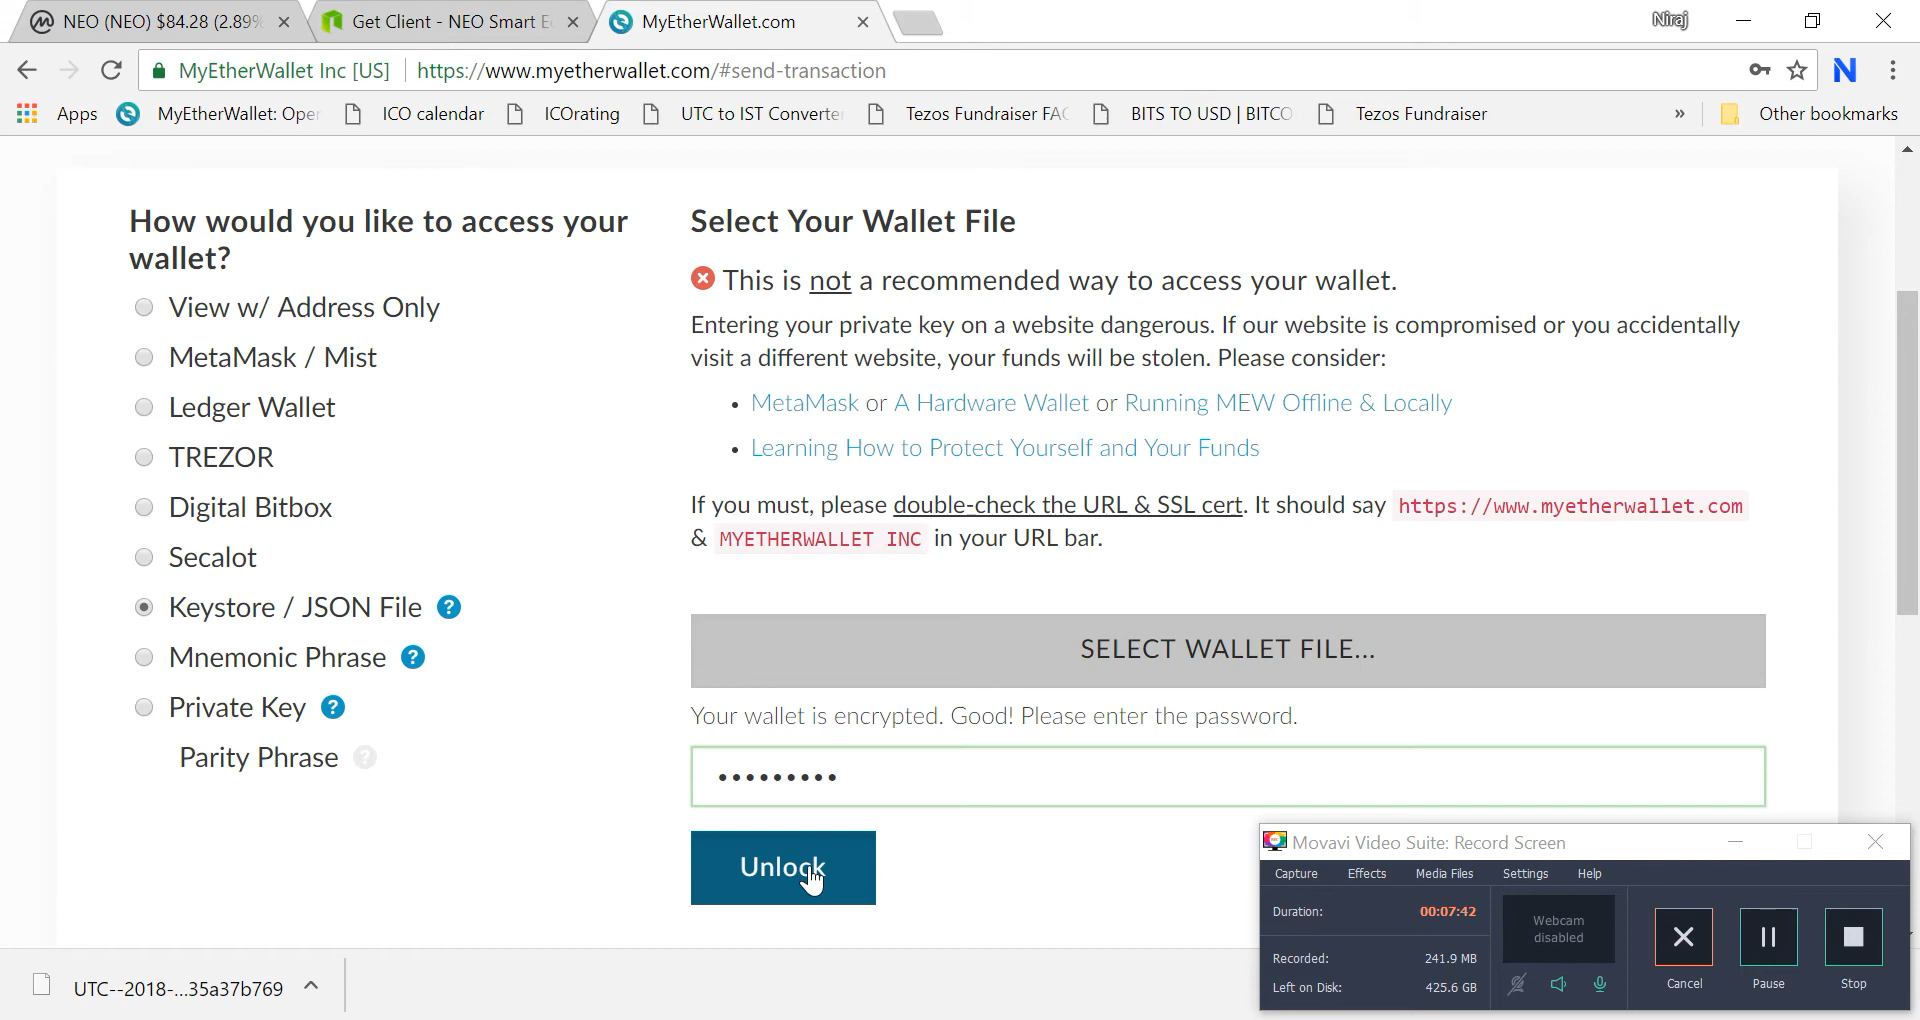 NEO (NEO) $84.28 (2.89%
Get Client - NEO Smart E
MyEtherWallet.com
Niraj
MyEtherWallet Inc [US]
https://www.myetherwallet.com/#send-transaction
N
Apps
MyEtherWallet: Oper
ICO calendar
ICOrating
UTC to IST Converte
Tezos Fundraiser FAC
BITS TO USD | BITCO
Tezos Fundraiser
»
Other bookmarks
How would you like to access your
wallet?
View w/ Address Only
MetaMask / Mist
Ledger Wallet
TREZOR
Digital Bitbox
Secalot
Keystore / JSON File ?
Mnemonic Phrase ?
Private Key ?
Parity Phrase ?
Select Your Wallet File
This is not a recommended way to access your wallet.
Entering your private key on a website dangerous. If our website is compromised or you accidentally
visit a different website, your funds will be stolen. Please consider:
• MetaMask or A Hardware Wallet or Running MEW Offline & Locally
• Learning How to Protect Yourself and Your Funds
If you must, please double-check the URL & SSL cert. It should say https://www.myetherwallet.com
& MYETHERWALLET INC in your URL bar.
SELECT WALLET FILE...
Your wallet is encrypted. Good! Please enter the password.
•••••••••
Unlock
Movavi Video Suite: Record Screen
Capture Effects Media Files Settings Help
Duration: 00:07:42
Webcam
disabled
Recorded: 241.9 MB
Left on Disk: 425.6 GB
Cancel Pause Stop
UTC--2018-...35a37b769